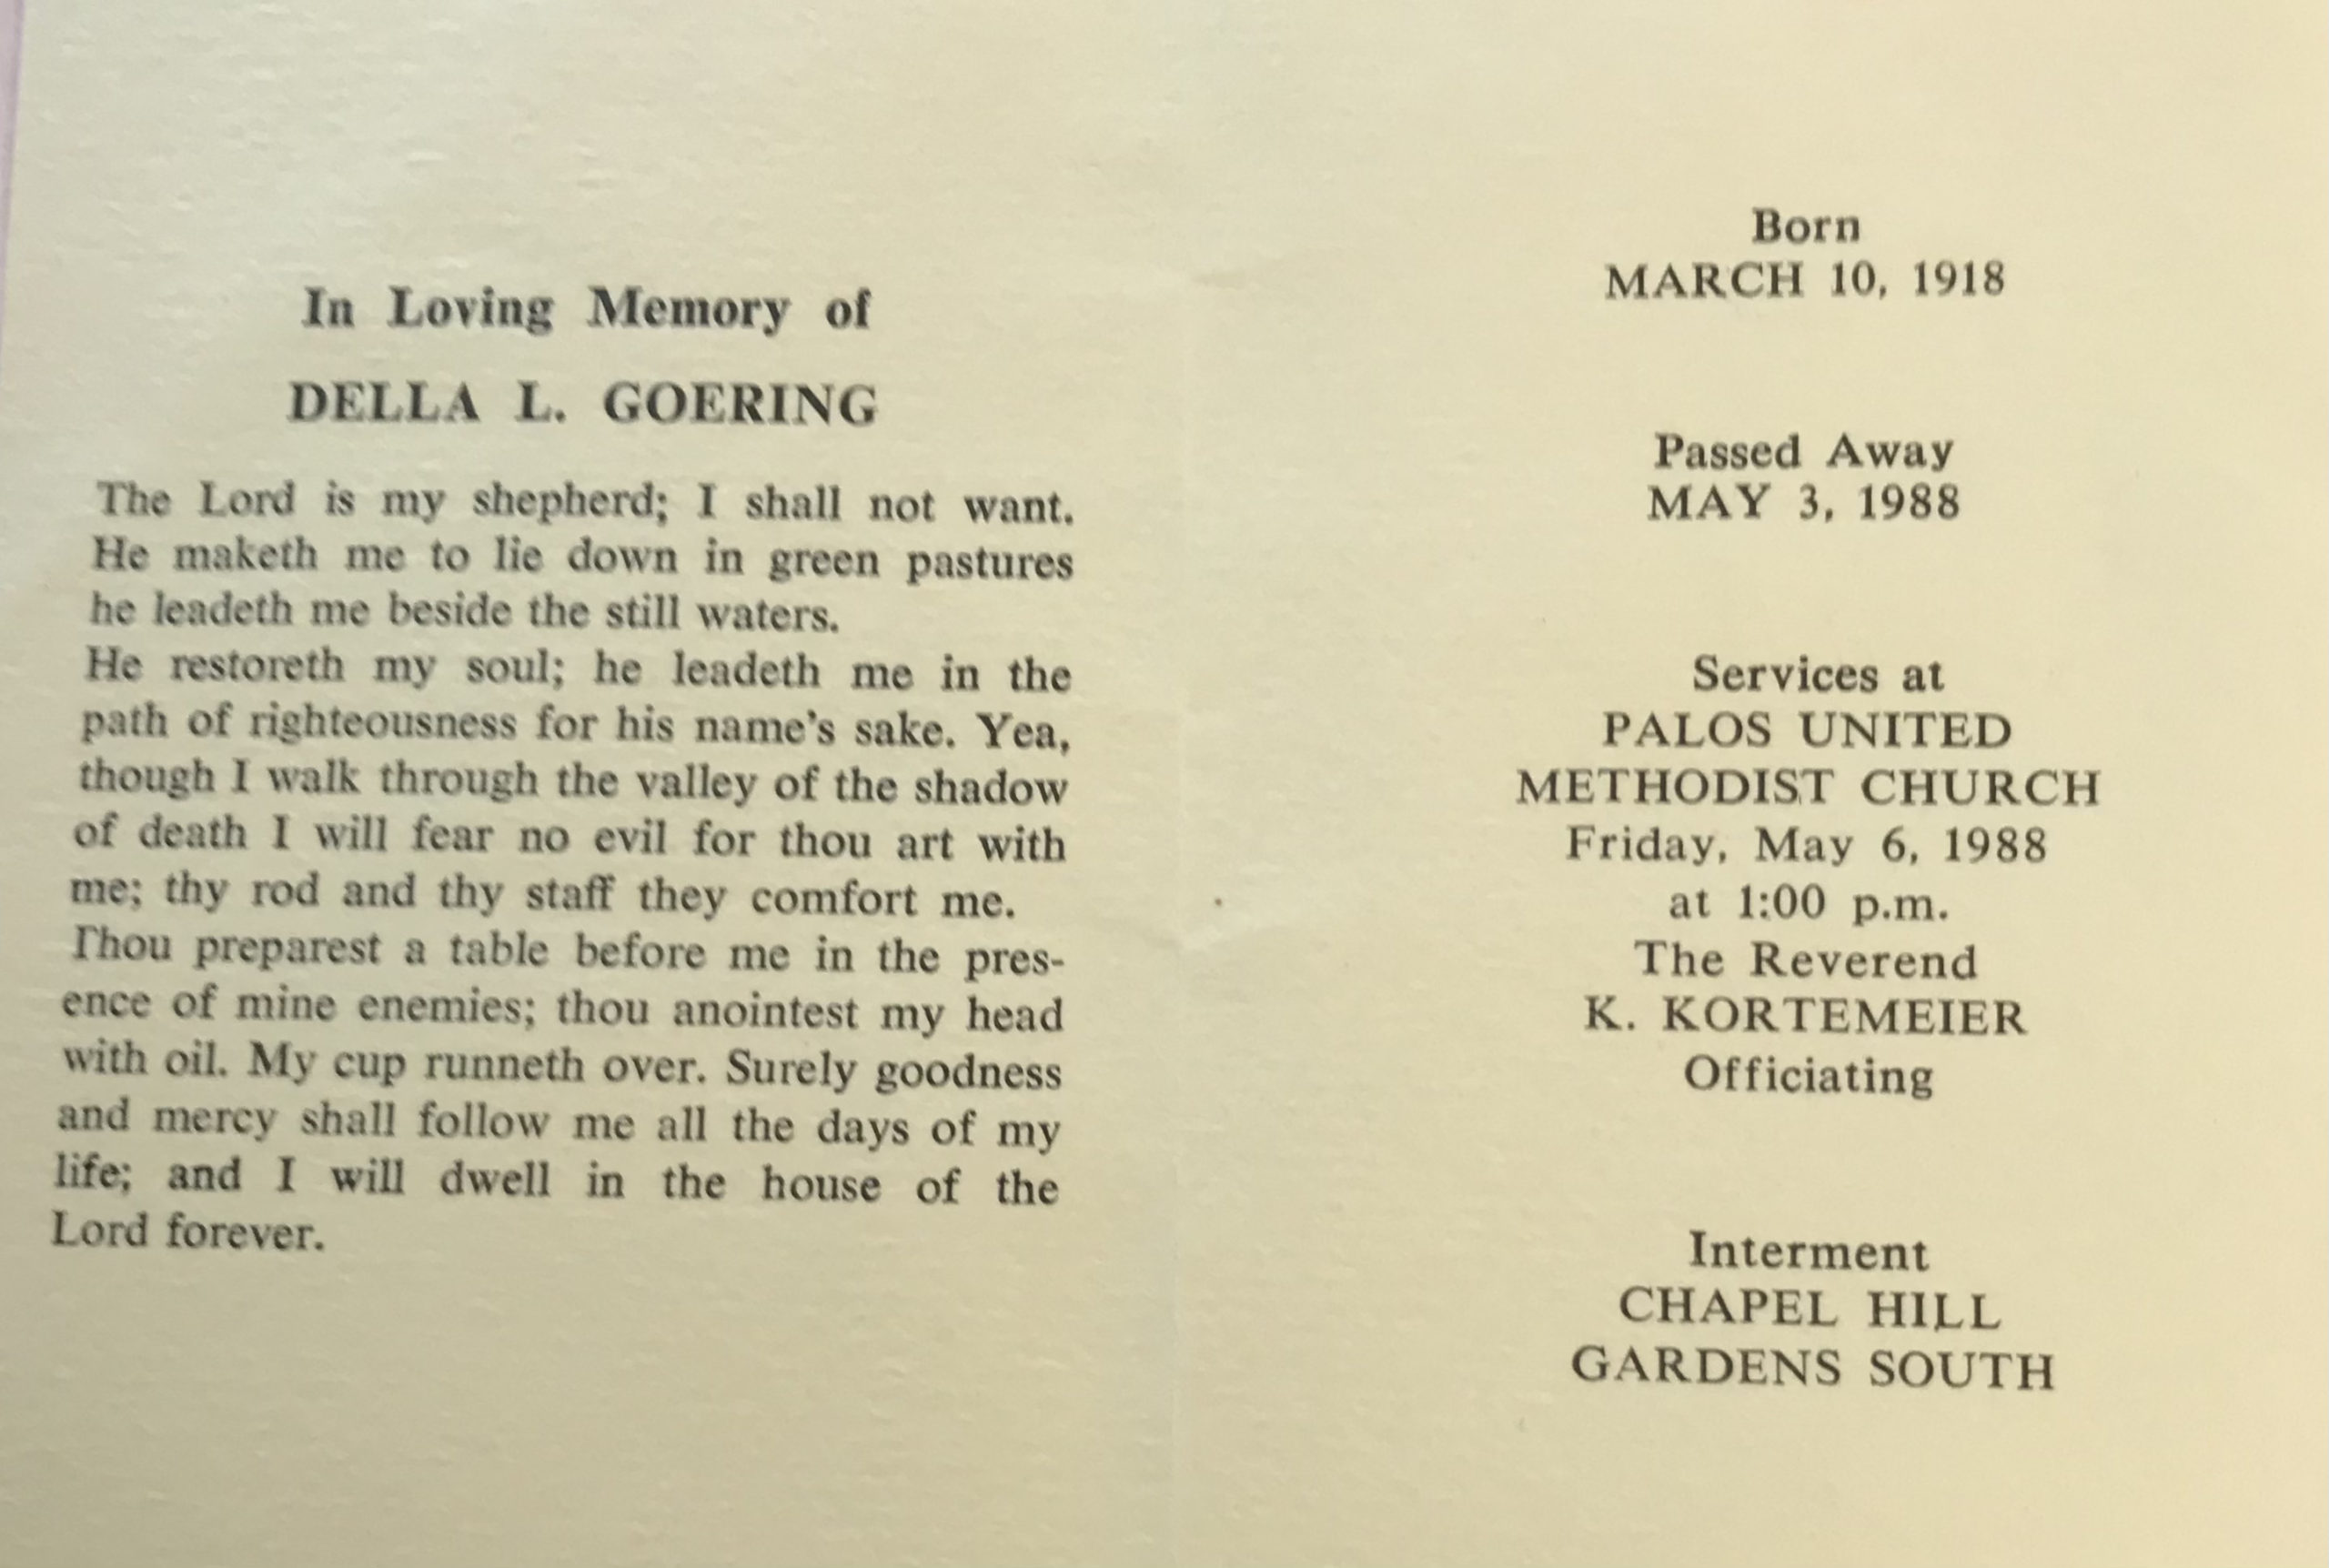 In Loving Memory of
DELLA L. GOERING
The Lord is my shepherd; I shall not want.
He maketh me to lie down in green pastures
he leadeth me beside the still waters.
He restoreth my soul; he leadeth me in the
path of righteousness for his name's sake. Yea,
though I walk through the valley of the shadow
of death I will fear no evil for thou art with
me; thy rod and thy staff they comfort me.
Thou preparest a table before me in the pres-
ence of mine enemies; thou anointest my head
with oil. My cup runneth over. Surely goodness
and mercy shall follow me all the days of my
life; and I will dwell in the house of the
Lord forever.
Born
MARCH 10, 1918
Passed Away
MAY 3, 1988
Services at
PALOS UNITED
METHODIST CHURCH
Friday, May 6, 1988
at 1:00 p.m.
The Reverend
K. KORTEMEIER
Officiating
Interment
CHAPEL HILL
GARDENS SOUTH